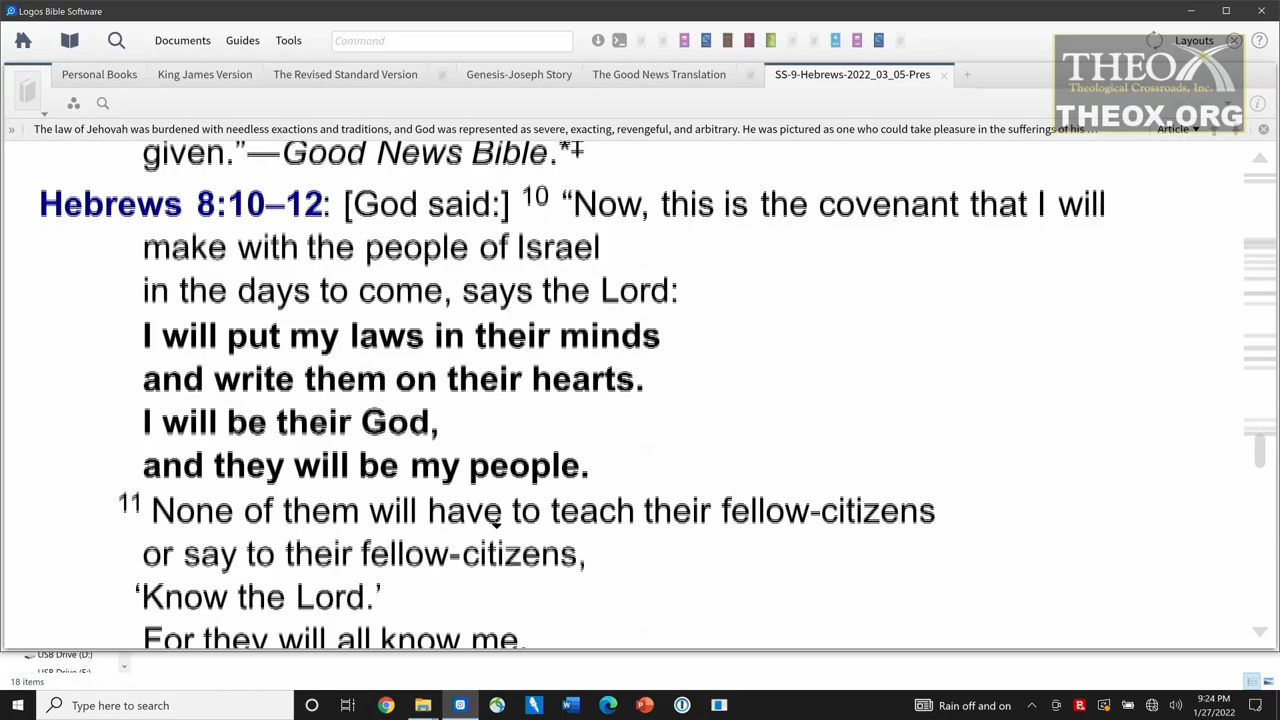 Logos Bible Software
Documents Guides Tools Command Layouts
THEOX
Theological Crossroads, Inc.
THEOX.ORG
Personal Books King James Version The Revised Standard Version Genesis-Joseph Story The Good News Translation SS-9-Hebrews-2022_03_05-Pres
The law of Jehovah was burdened with needless exactions and traditions, and God was represented as severe, exacting, revengeful, and arbitrary. He was pictured as one who could take pleasure in the sufferings of his ... Article
given.”—Good News Bible.*‡
Hebrews 8:10–12: [God said:] 10 “Now, this is the covenant that I will
make with the people of Israel
in the days to come, says the Lord:
I will put my laws in their minds
and write them on their hearts.
I will be their God,
and they will be my people.
11 None of them will have to teach their fellow-citizens
or say to their fellow-citizens,
‘Know the Lord.’
For they will all know me,
USB Drive (D:)
USB Drive (F:)
18 items
Type here to search
Rain off and on
9:24 PM
1/27/2022